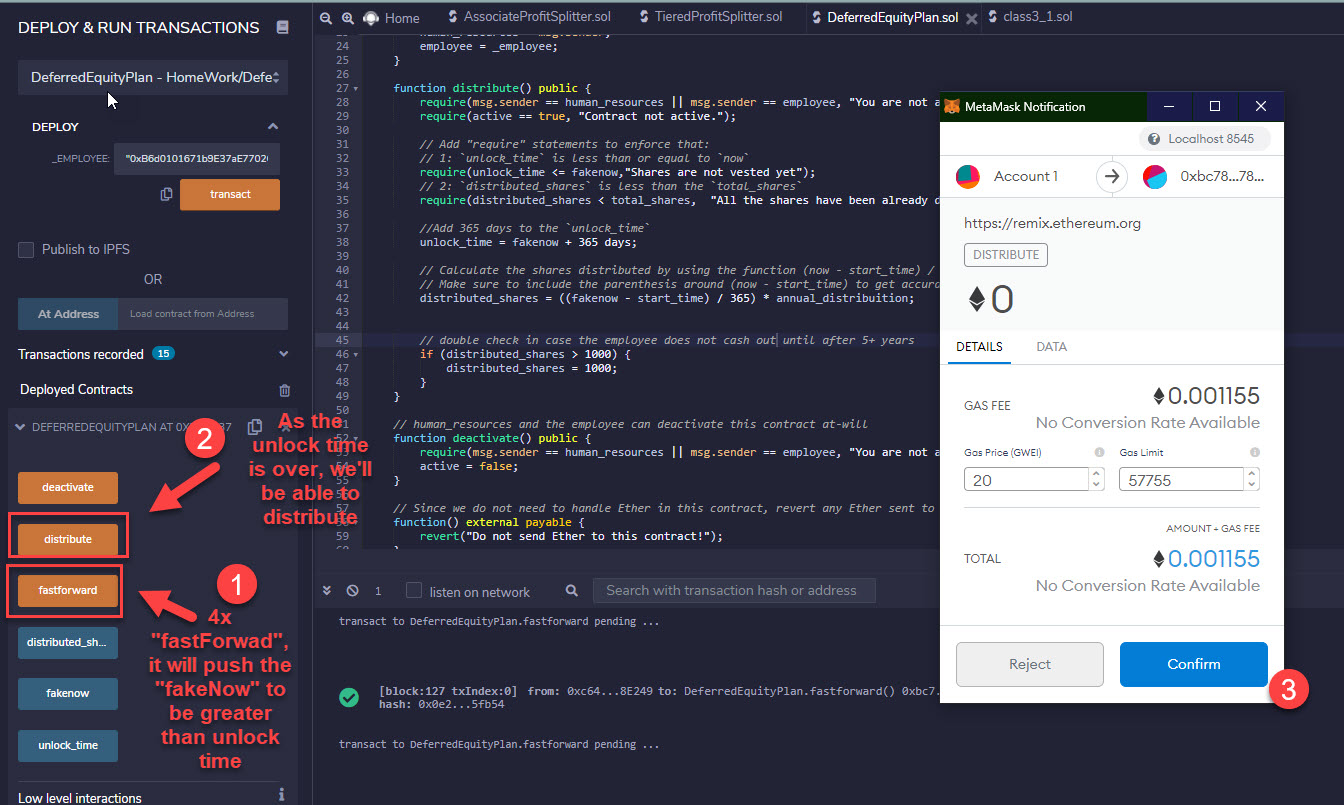 DEPLOY & RUN TRANSACTIONS
DeferredEquityPlan - HomeWork/Defe
DEPLOY
_EMPLOYEE:
"0xB6d0101671b9E37aE7702
transact
Publish to IPFS
OR
At Address
Load contract from Address
Transactions recorded 15
Deployed Contracts
DEFERREDEQUITYPLAN AT 0X
37
2
deactivate
distribute
fastforward
distributed_sh...
fakenow
unlock_time
Low level interactions
As the
unlock time
is over, we'll
be able to
distribute
1
4x
"fastForwad",
it will push the
"fakeNow" to
be greater
than unlock
time
Home
AssociateProfitSplitter.sol
TieredProfitSplitter.sol
DeferredEquityPlan.sol
class3_1.sol
24 employee = _employee;
25 }
26
27 function distribute() public {
28 require(msg.sender == human_resources || msg.sender == employee, "You are not a
29 require(active == true, "Contract not active.");
30
31 // Add "require" statements to enforce that:
32 // 1: `unlock_time` is less than or equal to `now`
33 require(unlock_time <= fakenow,"Shares are not vested yet");
34 // 2: `distributed_shares` is less than the `total_shares`
35 require(distributed_shares < total_shares, "All the shares have been already d
36
37 //Add 365 days to the `unlock_time`
38 unlock_time = fakenow + 365 days;
39
40 // Calculate the shares distributed by using the function (now - start_time) /
41 // Make sure to include the parenthesis around (now - start_time) to get accura
42 distributed_shares = ((fakenow - start_time) / 365) * annual_distribuition;
43
44
45 // double check in case the employee does not cash out until after 5+ years
46 if (distributed_shares > 1000) {
47 distributed_shares = 1000;
48 }
49 }
50
// human_resources and the employee can deactivate this contract at-will
function deactivate() public {
require(msg.sender == human_resources || msg.sender == employee, "You are not a
active = false;
}
// Since we do not need to handle Ether in this contract, revert any Ether sent to
function() external payable {
revert("Do not send Ether to this contract!");
1
listen on network
Search with transaction hash or address
transact to DeferredEquityPlan.fastforward pending ...
[block:127 txIndex:0] from: 0xc64...8E249 to: DeferredEquityPlan.fastforward() 0xbc7.
hash: 0x0e2...5fb54
transact to DeferredEquityPlan.fastforward pending ...
MetaMask Notification
Localhost 8545
Account 1
0xbc78...78...
https://remix.ethereum.org
DISTRIBUTE
0
DETAILS
DATA
GAS FEE
0.001155
No Conversion Rate Available
Gas Price (GWEI)
Gas Limit
20
57755
AMOUNT + GAS FEE
TOTAL
0.001155
No Conversion Rate Available
Reject
Confirm
3